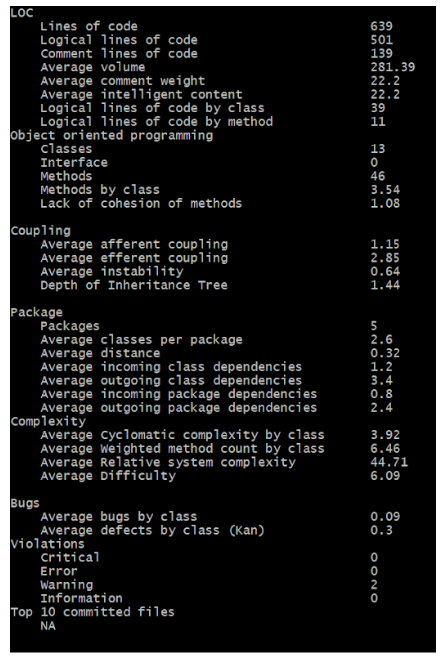 LOC
Lines of code 639
Logical lines of code 501
Comment lines of code 139
Average volume 281.39
Average comment weight 22.2
Average intelligent content 22.2
Logical lines of code by class 39
Logical lines of code by method 11
Object oriented programming
Classes 13
Interface 0
Methods 46
Methods by class 3.54
Lack of cohesion of methods 1.08
Coupling
Average afferent coupling 1.15
Average efferent coupling 2.85
Average instability 0.64
Depth of Inheritance Tree 1.44
Package
Packages 5
Average classes per package 2.6
Average distance 0.32
Average incoming class dependencies 1.2
Average outgoing class dependencies 3.4
Average incoming package dependencies 0.8
Average outgoing package dependencies 2.4
Complexity
Average Cyclomatic complexity by class 3.92
Average Weighted method count by class 6.46
Average Relative system complexity 44.71
Average Difficulty 6.09
Bugs
Average bugs by class 0.09
Average defects by class (Kan) 0.3
Violations
Critical 0
Error 0
Warning 2
Information 0
Top 10 committed files
NA